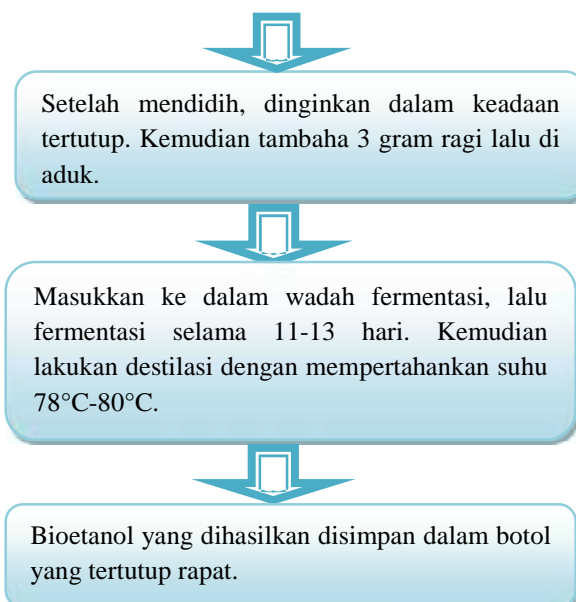 Setelah mendidih, dinginkan dalam keadaan
tertutup. Kemudian tambaha 3 gram ragi lalu di
aduk.
Masukkan ke dalam wadah fermentasi, lalu
fermentasi selama 11-13 hari. Kemudian
lakukan destilasi dengan mempertahankan suhu
78°C-80°C.
Bioetanol yang dihasilkan disimpan dalam botol
yang tertutup rapat.